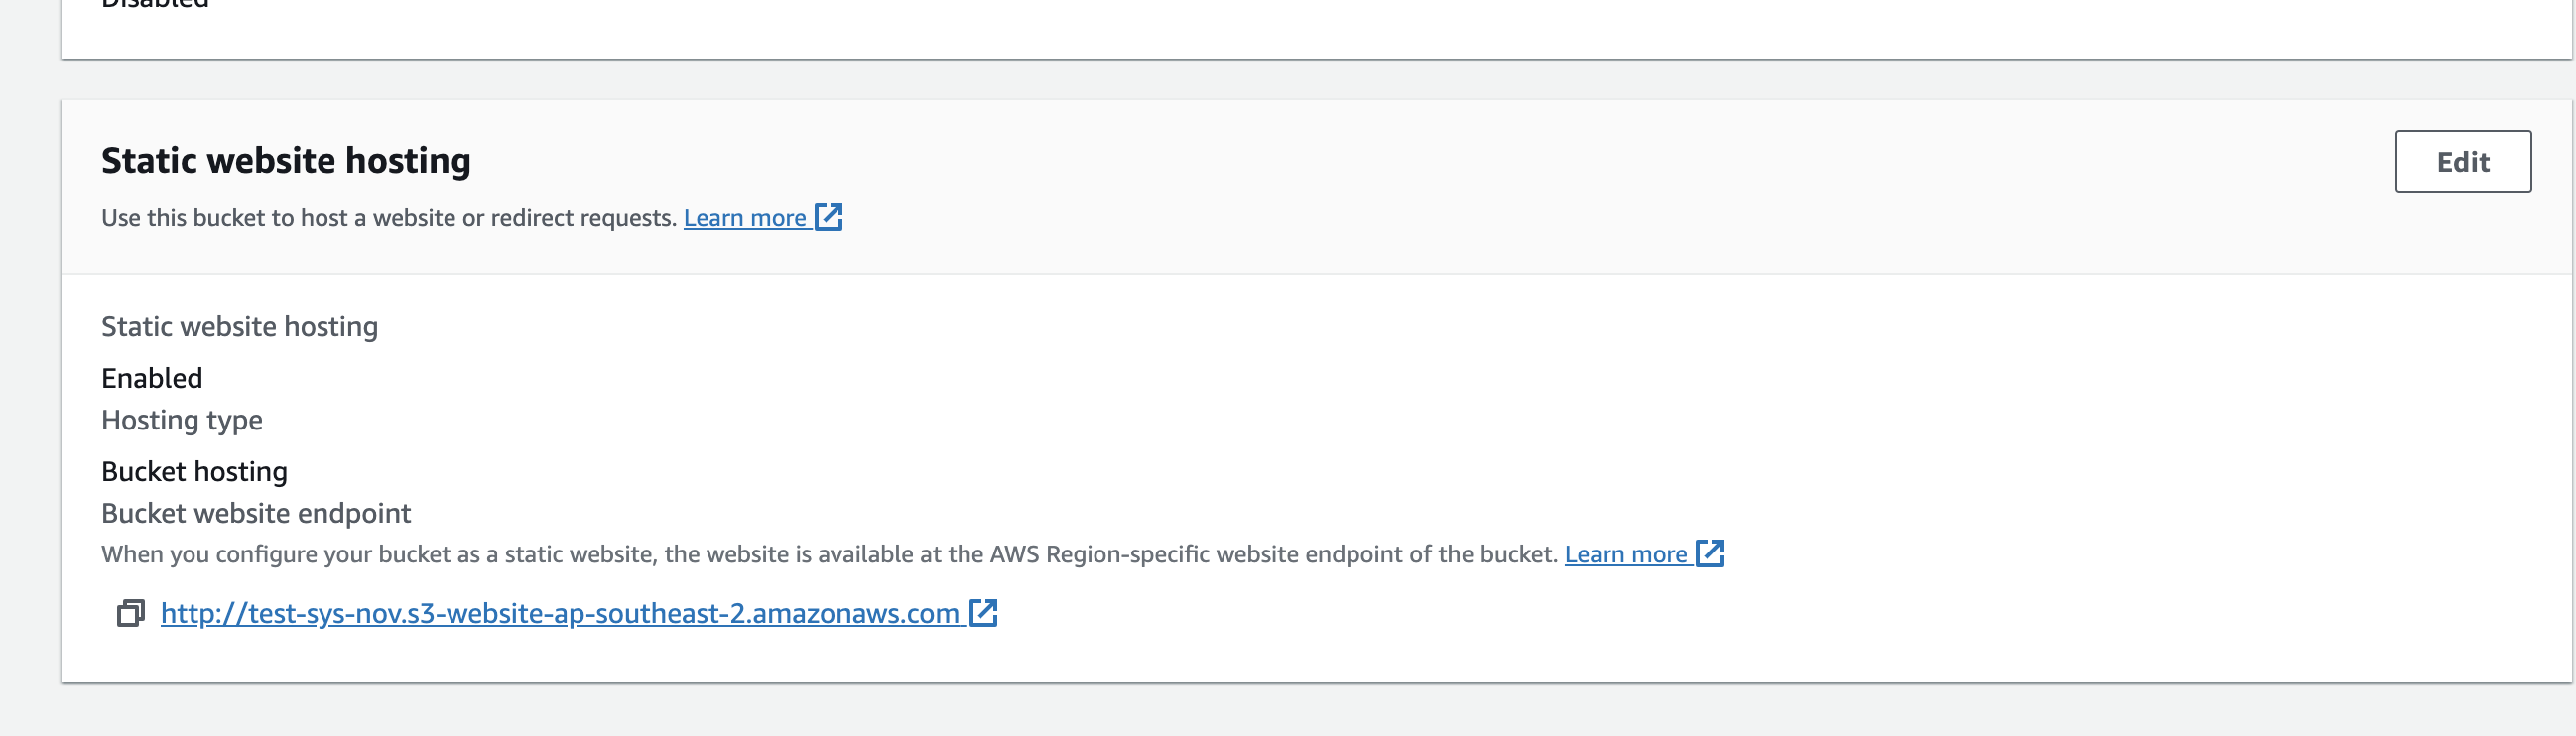 Disabled
Static website hosting
Edit
Use this bucket to host a website or redirect requests. Learn more
Static website hosting
Enabled
Hosting type
Bucket hosting
Bucket website endpoint
When you configure your bucket as a static website, the website is available at the AWS Region-specific website endpoint of the bucket. Learn more
http://test-sys-nov.s3-website-ap-southeast-2.amazonaws.com